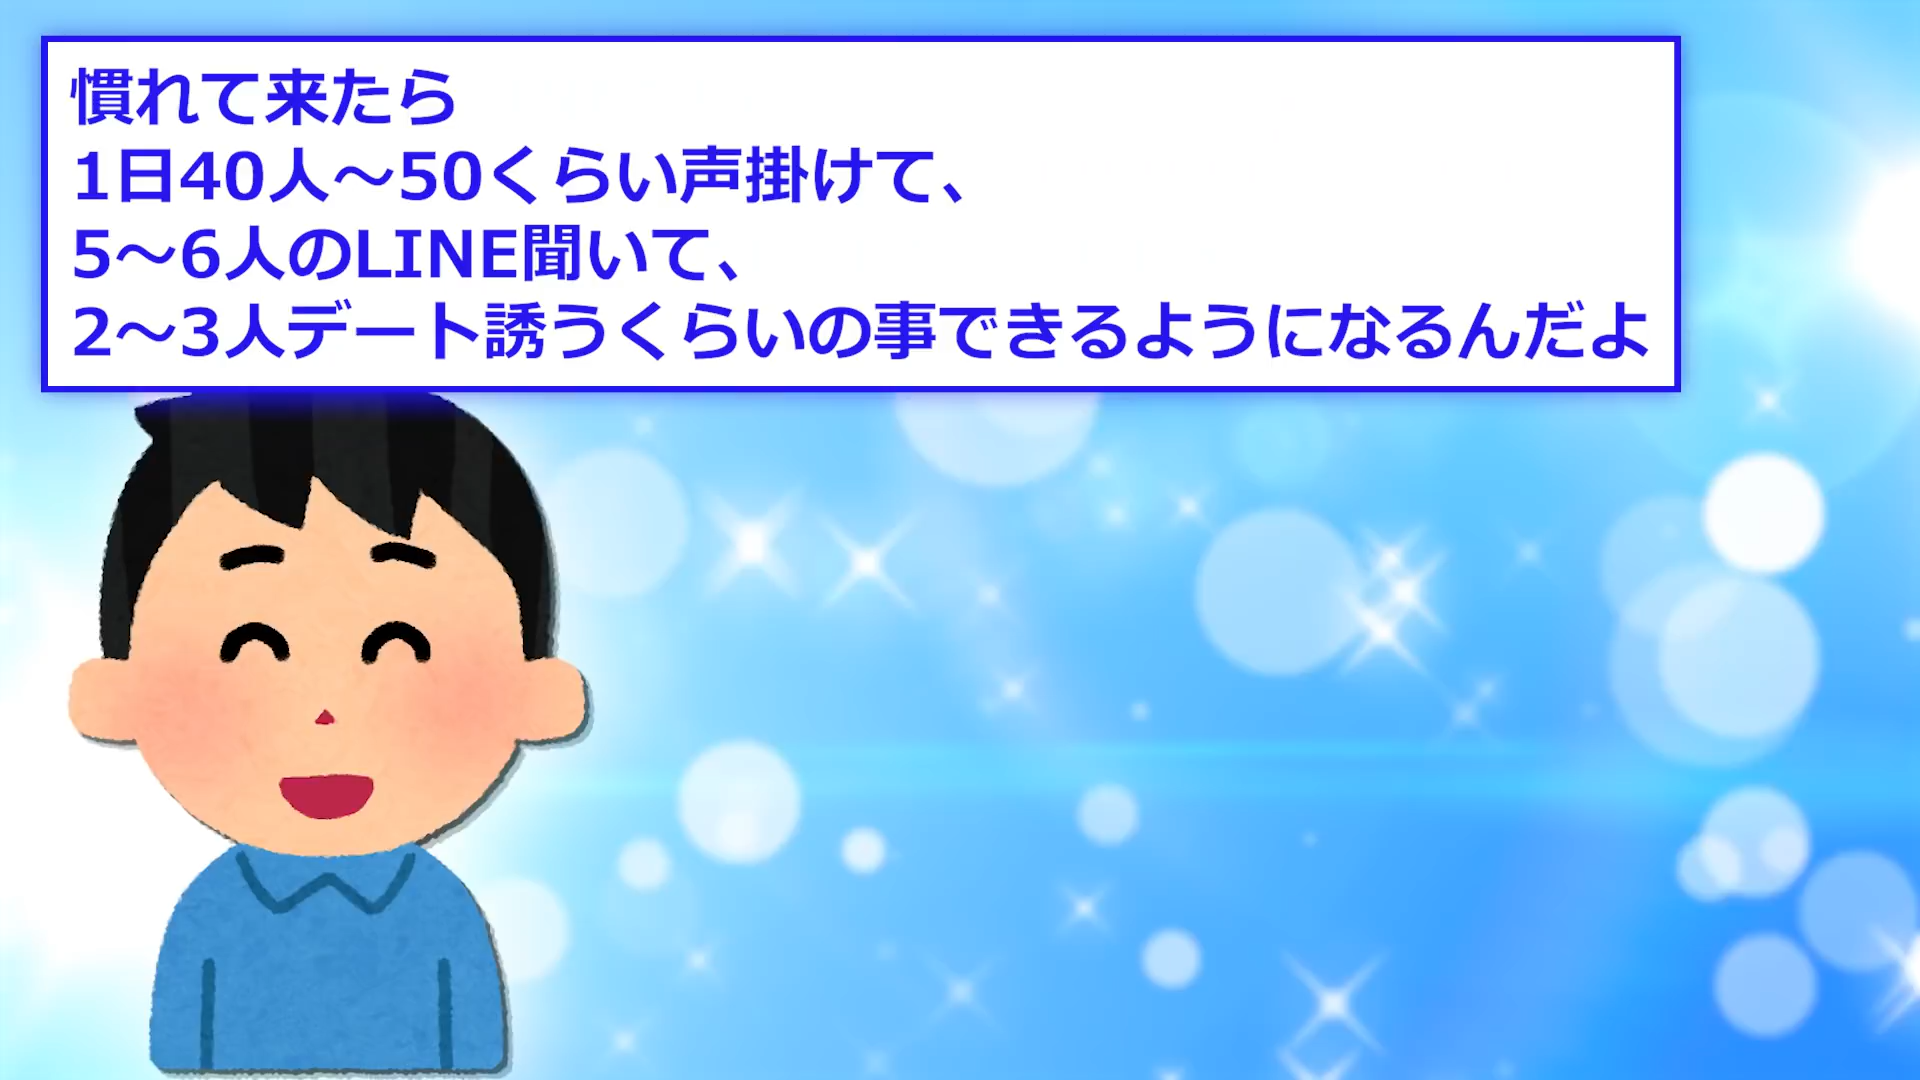 慣れて来たら
1日40人～50くらい声掛けて、
5～6人のLINE聞いて、
2～3人デート誘うくらいの事できるようになるんだよ